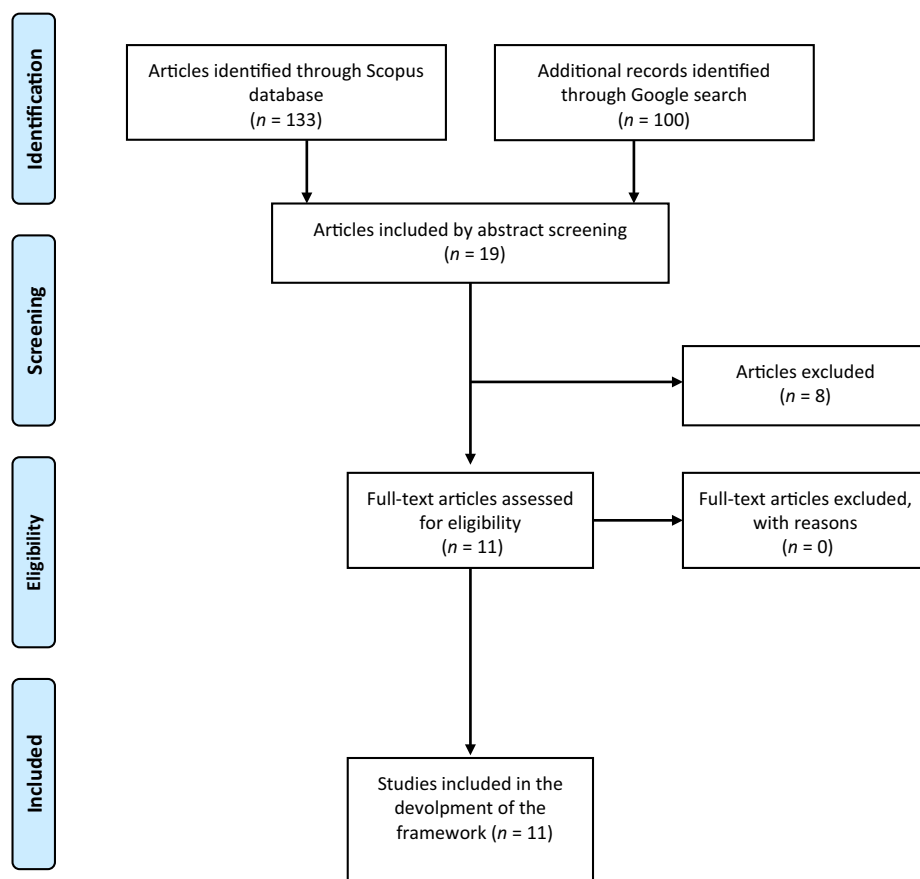 Identification
Articles identified through Scopus
database
(n = 133)
Additional records identified
through Google search
(n = 100)
Articles included by abstract screening
(n = 19)
Screening
Articles excluded
(n = 8)
Eligibility
Full-text articles assessed
for eligibility
(n = 11)
Full-text articles excluded,
with reasons
(n = 0)
Included
Studies included in the
devolpment of the
framework (n = 11)